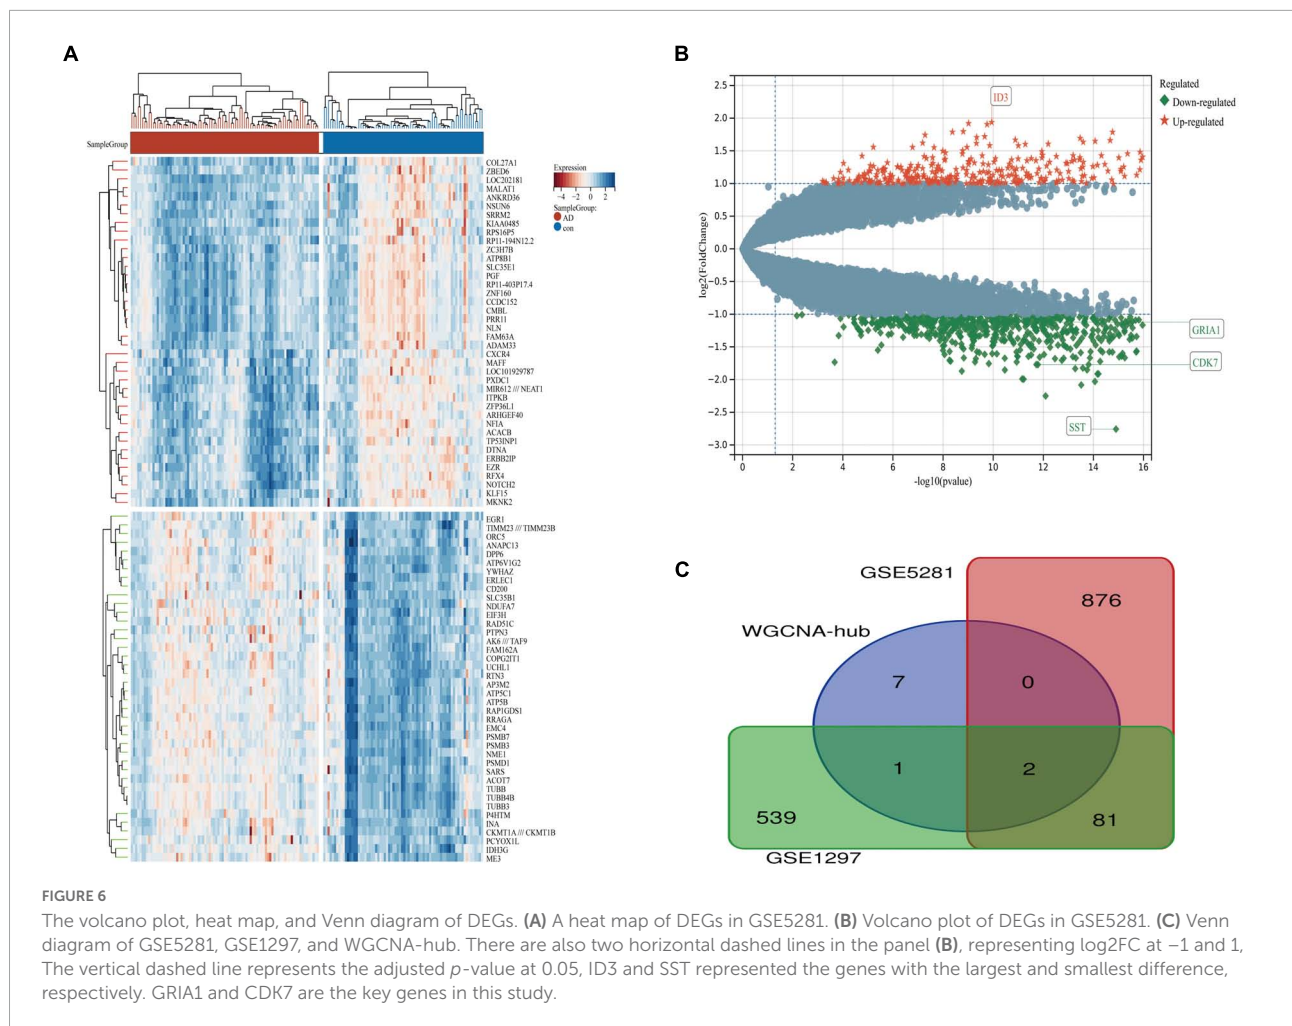 A
SampleGroup
COL27A1
ZBED6
LOC202181
MALAT1
ANKRD36
NSUN6
SRRM2
KIAA0485
RPS16P5
RP11-194N12.2
ZC3H7B
ATP8B1
SLC35E1
PGF
RP11-403P17.4
ZNF160
CCDC152
CMBL
PRR11
NLN
FAM63A
ADAM33
CXCR4
MAFF
LOC101929787
PXDC1
MIR612 /// NEAT1
ITPKB
ZFP36L1
ARHGEF40
NFIA
ACACB
TP53INP1
DTNA
ERBB2IP
EZR
RFX4
NOTCH2
KLF15
MKNK2
EGR1
TIMM23 /// TIMM23B
ORC5
ANAPC13
DPP6
ATP6V1G2
YWHAZ
ERLEC1
CD200
SLC35B1
NDUFA7
EIF3H
RAD51C
PTPN3
AK6 /// TAF9
FAM162A
COPG2IT1
UCHL1
RTN3
AP3M2
ATP5C1
ATP5B
RAP1GDS1
RRAGA
EMC4
PSMB7
PSMB3
NME1
PSMD1
SARS
ACOT7
TUBB
TUBB4B
TUBB3
P4HTM
INA
CKMT1A /// CKMT1B
PCYOX1L
IDH3G
ME3
Expression
−4 −2 0 2
SampleGroup:
AD
con
B
log2(FoldChange)
2.5
2.0
1.5
1.0
0.5
0.0
−0.5
−1.0
−1.5
−2.0
−2.5
−3.0
ID3
GRIA1
CDK7
SST
0 2 4 6 8 10 12 14 16
-log10(pvalue)
Regulated
Down-regulated
Up-regulated
C
GSE5281
876
WGCNA-hub
7
0
1
2
539
81
GSE1297
FIGURE 6
The volcano plot, heat map, and Venn diagram of DEGs. (A) A heat map of DEGs in GSE5281. (B) Volcano plot of DEGs in GSE5281. (C) Venn
diagram of GSE5281, GSE1297, and WGCNA-hub. There are also two horizontal dashed lines in the panel (B), representing log2FC at −1 and 1,
The vertical dashed line represents the adjusted p-value at 0.05, ID3 and SST represented the genes with the largest and smallest difference,
respectively. GRIA1 and CDK7 are the key genes in this study.